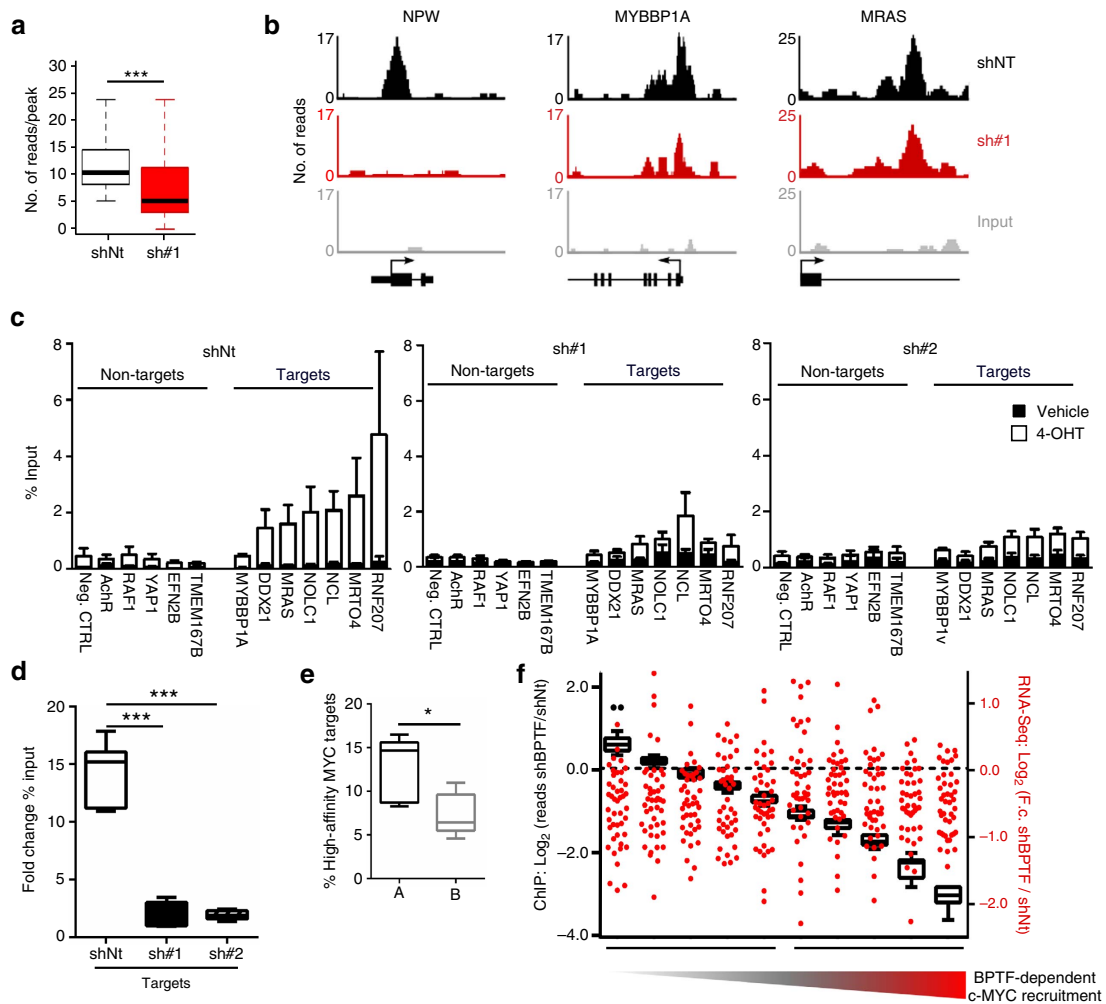 a
No. of reads/peak
30
25
20
15
10
5
0
***
shNt
sh#1
b
NPW
MYBBP1A
MRAS
No. of reads
17
0
17
0
25
0
shNT
17
0
17
0
25
0
sh#1
17
0
17
0
25
0
Input
c
% Input
8
6
4
2
0
shNt
Non-targets
Targets
Neg. CTRL
AchR
RAF1
YAP1
EFN2B
TMEM167B
MYBBP1A
DDX21
MRAS
NOLC1
NCL
MRTO4
RNF207
8
6
4
2
0
sh#1
Non-targets
Targets
Neg. CTRL
AchR
RAF1
YAP1
EFN2B
TMEM167B
MYBBP1A
DDX21
MRAS
NOLC1
NCL
MRTO4
RNF207
8
6
4
2
0
sh#2
Non-targets
Targets
Vehicle
4-OHT
Neg. CTRL
AchR
RAF1
YAP1
EFN2B
TMEM167B
MYBBP1v
DDX21
MRAS
NOLC1
NCL
MRTO4
RNF207
d
Fold change % input
20
15
10
5
0
***
***
shNt
sh#1
sh#2
Targets
e
% High-affinity MYC targets
20
15
10
5
0
*
A
B
f
ChIP: Log2 (reads shBPTF/shNt)
2.0
0.0
−2.0
−4.0
1.0
0.0
−1.0
−2.0
RNA-Seq: Log2 (F.c. shBPTF / shNt)
BPTF-dependent
c-MYC recruitment